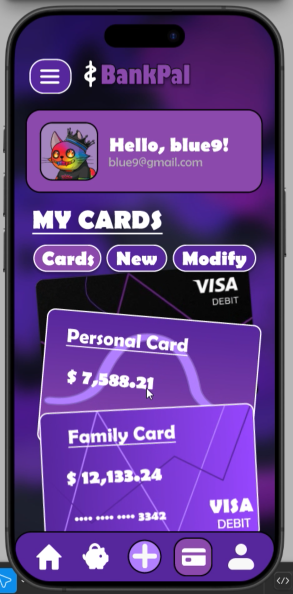 $ BankPal
Hello, blue9!
blue9@gmail.com
MY CARDS
Cards New Modify
VISA
DEBIT
Personal Card
$ 7,588.21
Family Card
$ 12,133.24
•••• •••• •••• 3342
VISA
DEBIT